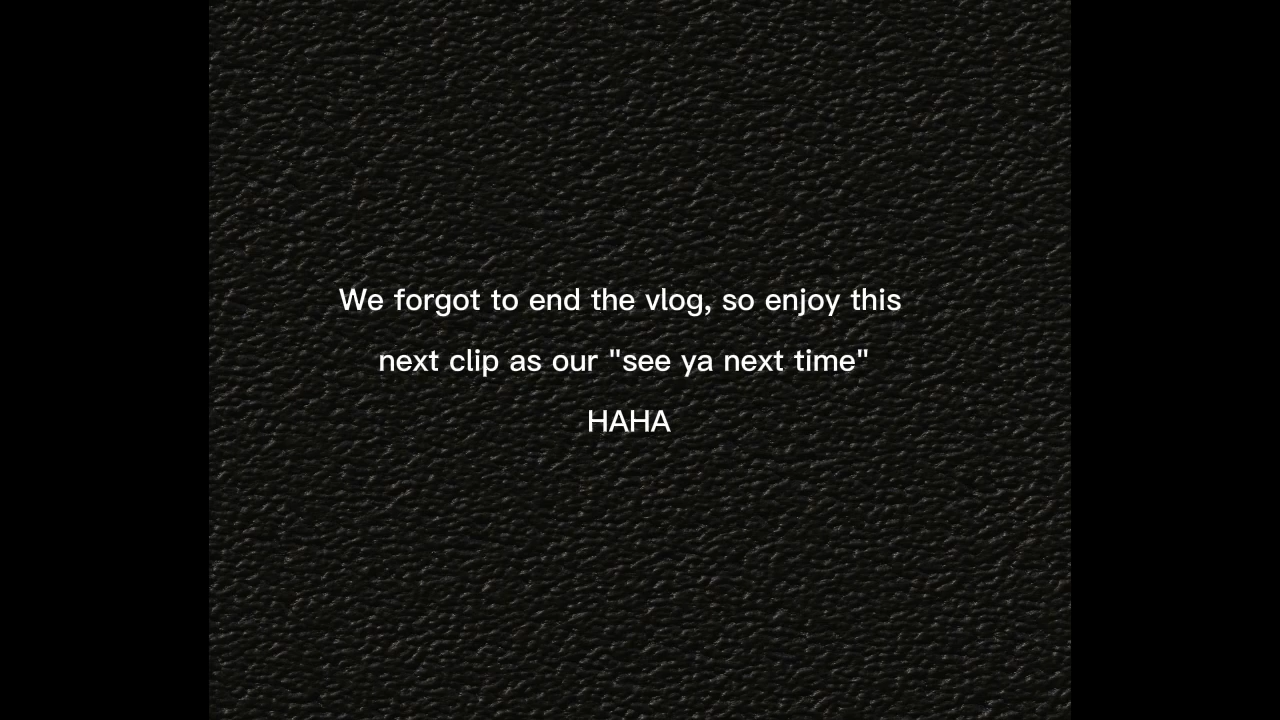 We forgot to end the vlog, so enjoy this
next clip as our "see ya next time"
HAHA